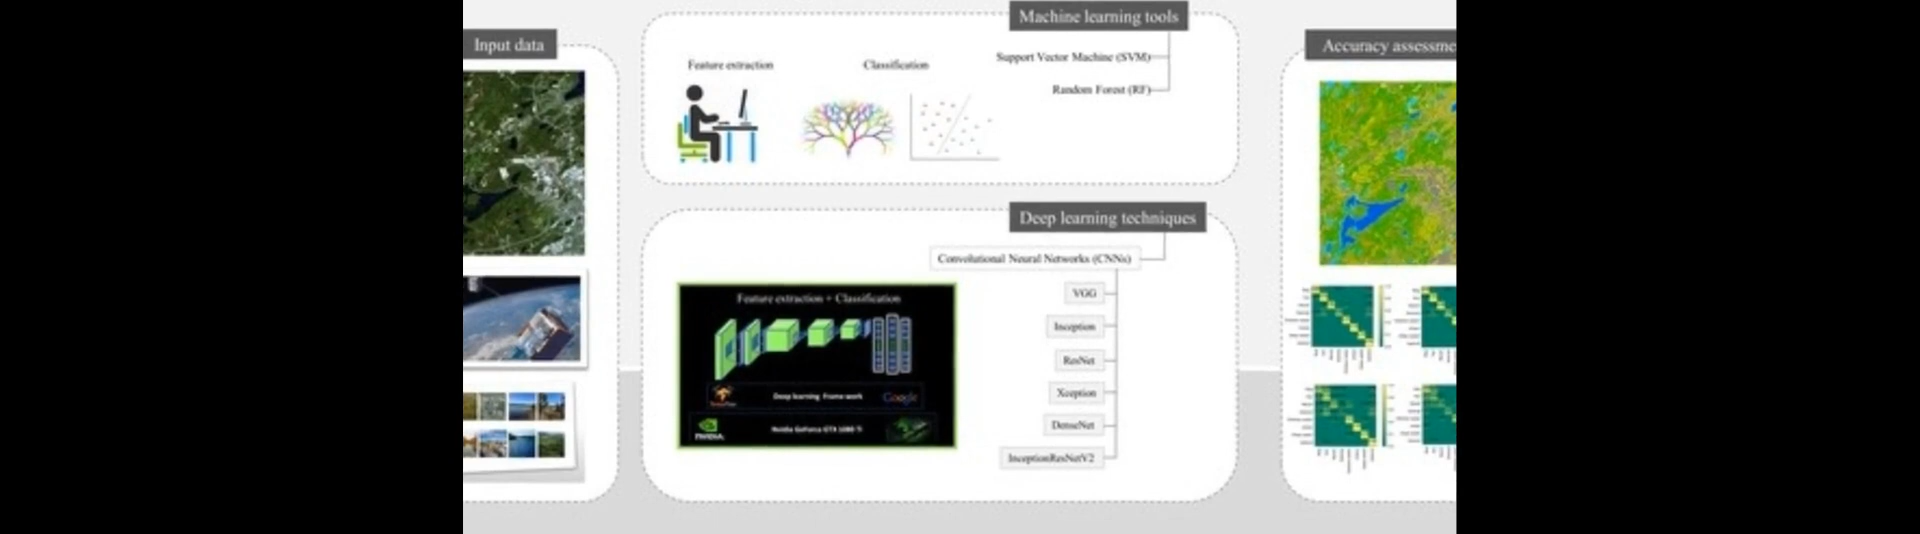 Input data
Machine learning tools
Feature extraction
Classification
Support Vector Machine (SVM)
Random Forest (RF)
Deep learning techniques
Convolutional Neural Networks (CNNs)
VGG
Inception
ResNet
Xception
DenseNet
InceptionResNetV2
Feature extraction + Classification
Deep learning Frame work
Google
NVIDIA
Nvidia GeForce GTX 1080 Ti
Accuracy assessme